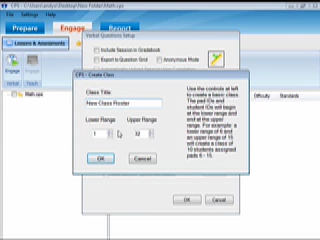 CPS - C:\Users\andyc\Desktop\New Folder\Math.cps
File Settings Help
Prepare Engage Report
Lessons & Assessments
Engage Engage
Verbal Teach
Math.cps
Difficulty Standards
Verbal Questions Setup
Include Session in Gradebook
Export to Question Grid Anonymous Mode
CPS - Create Class
Class Title:
New Class Roster
Lower Range Upper Range
1 32
OK Cancel
Use the controls at left
to create a basic class.
The pad IDs and
student IDs will begin
at the lower range and
end at the upper
range. For example: a
lower range of 6 and
an upper range of 15
will create a class of
10 students assigned
pads 6 - 15.
OK Cancel